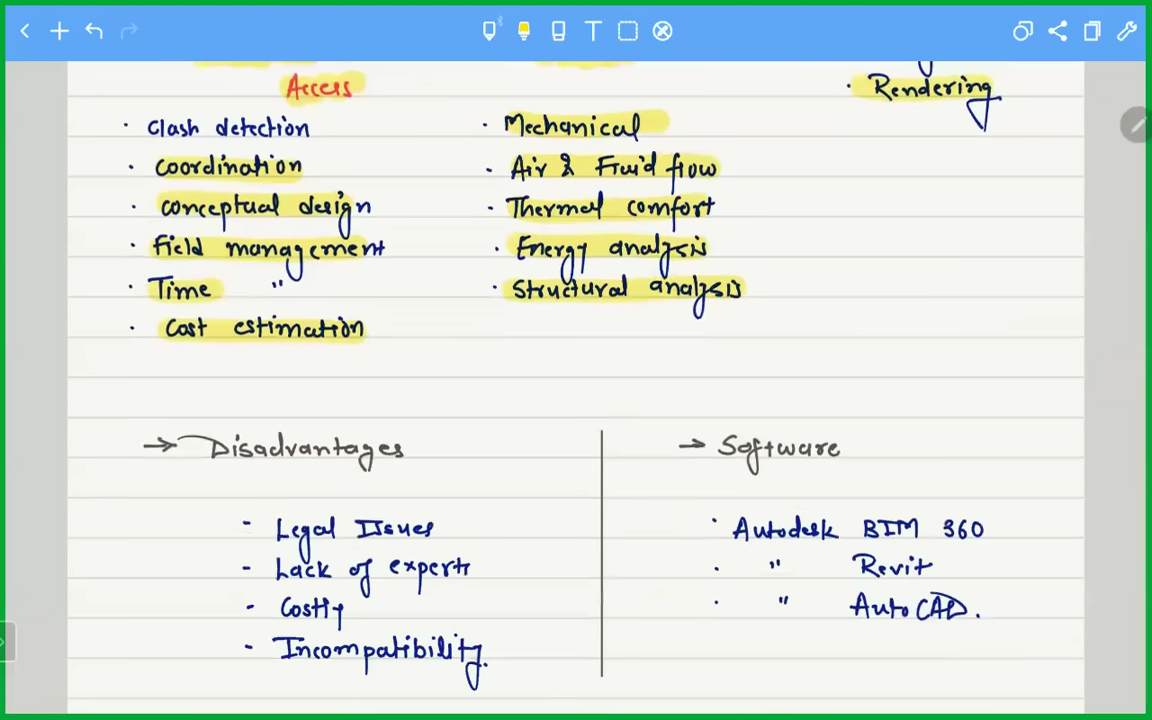 Access
· Rendering
· Clash detection
· Coordination
· Conceptual design
· Field management
· Time "
· Cost estimation
· Mechanical
· Air & Fluid flow
· Thermal comfort
· Energy analysis
· Structural analysis
→ Disadvantages
- Legal Issues
- Lack of experts
- Costly
- Incompatibility.
→ Software
· Autodesk BIM 360
· " Revit
· " AutoCAD.